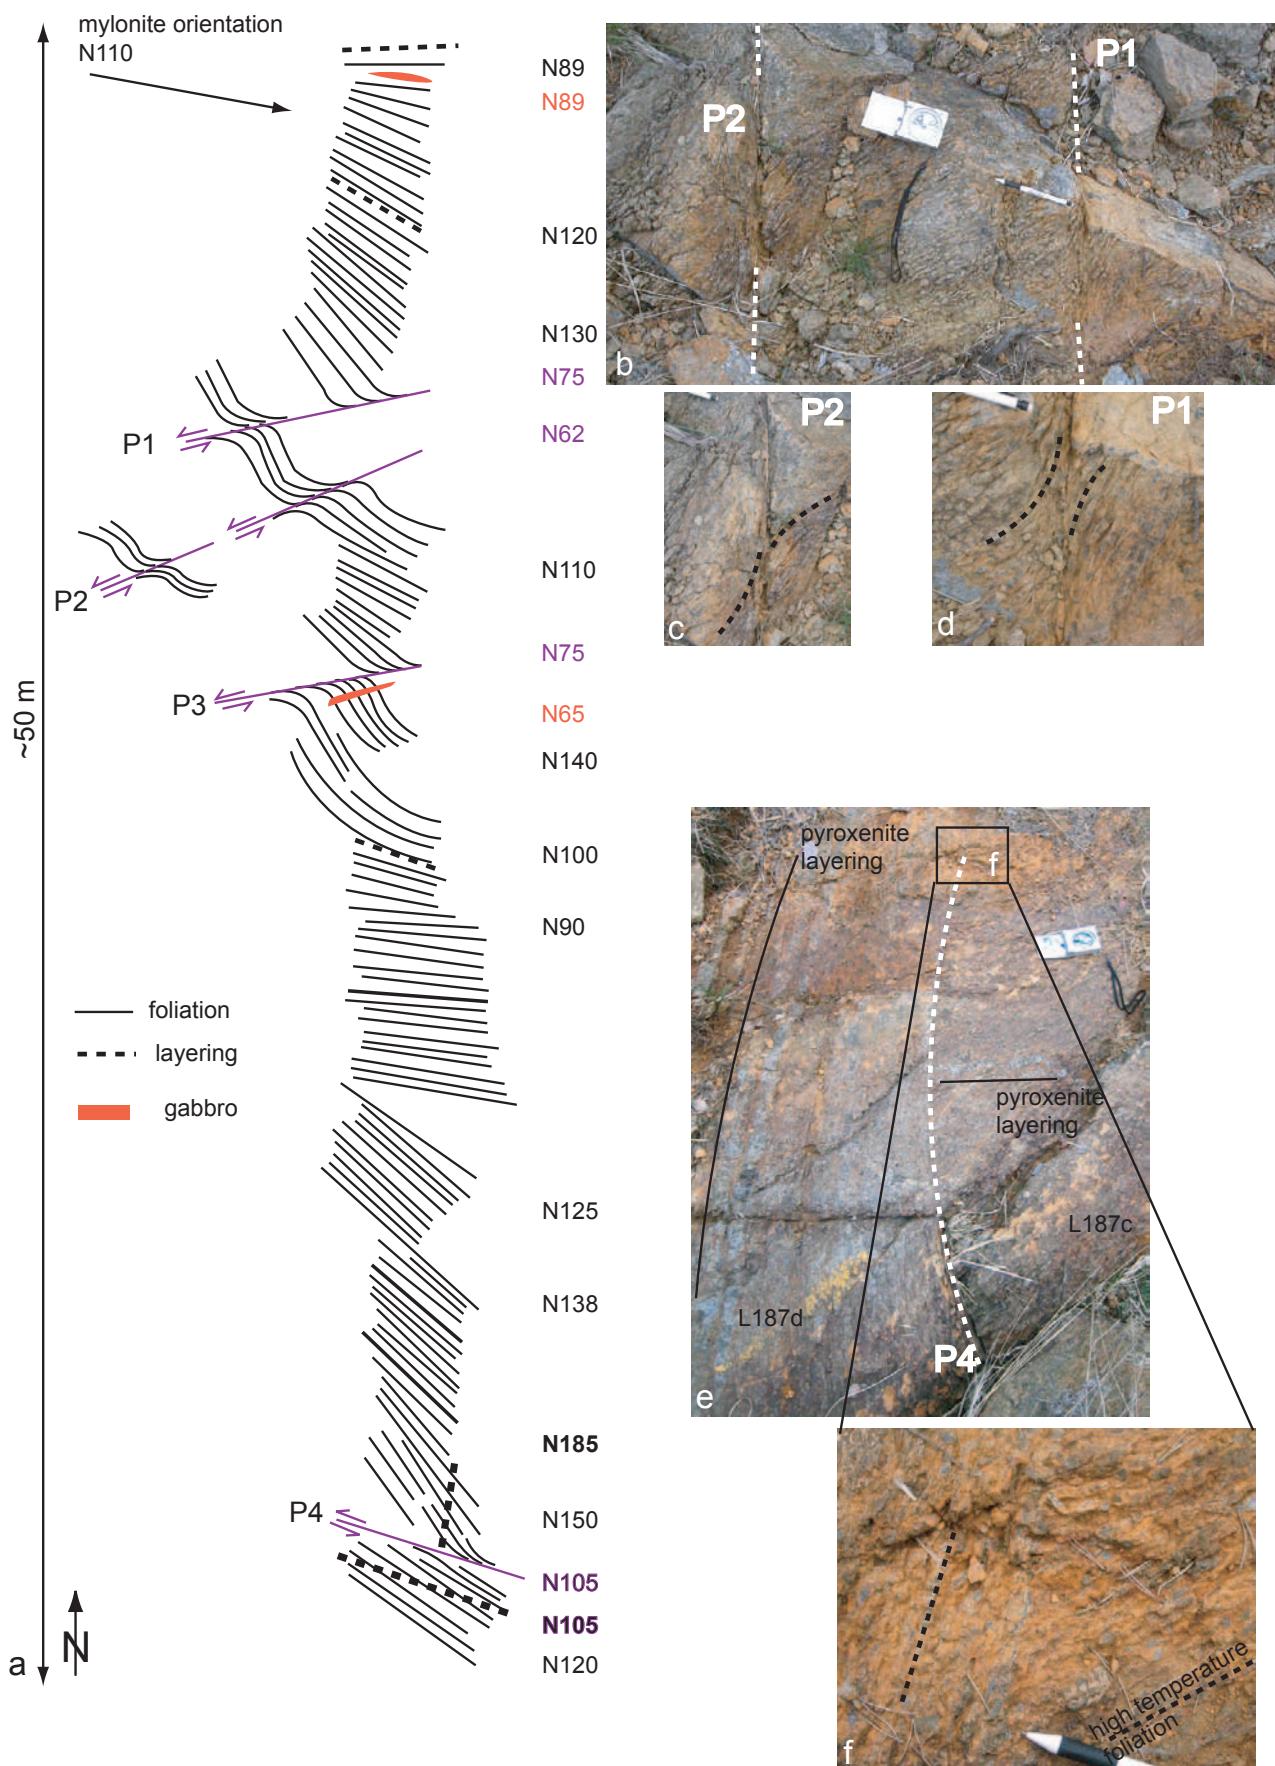 mylonite orientation
N110
N89
N89
N120
N130
N75
P1
N62
P2
N110
N75
P3
N65
N140
N100
N90
foliation
layering
gabbro
N125
N138
N185
P4
N150
N105
N105
N120
~50 m
N
a
P1
P2
b
P2
c
P1
d
pyroxenite
layering
f
pyroxenite
layering
L187c
L187d
P4
e
high temperature
foliation
f